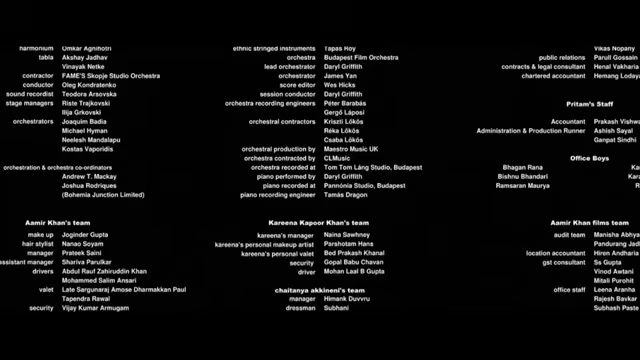 harmonium Omkar Agnihotri
tabla Akshay Jadhav
Vinayak Netke
contractor FAME'S Skopje Studio Orchestra
conductor Oleg Kondratenko
sound recordist Teodora Arsovska
stage managers Riste Trajkovski
Ilija Grkovski
orchestrators Joaquim Badia
Michael Hyman
Neelesh Mandalapu
Kostas Vaporidis
orchestration & orchestra co-ordinators
Andrew T. Mackay
Joshua Rodriques
(Bohemia Junction Limited)
Aamir Khan's team
make up Joginder Gupta
hair stylist Nanao Soyam
manager Prateek Saini
assistant manager Shariva Parulkar
drivers Abdul Rauf Zahiruddin Khan
Mohammed Salim Ansari
valet Late Sargunaraj Amose Dharmakkan Paul
Tapendra Rawal
security Vijay Kumar Armugam
ethnic stringed instruments Tapas Roy
orchestra Budapest Film Orchestra
lead orchestrator Daryl Griffith
orchestrator James Yan
score editor Wes Hicks
session conductor Daryl Griffith
orchestra recording engineers Péter Barabás
Gergő Láposi
orchestral contractors Kriszti Lőkös
Réka Lőkös
Csaba Lőkös
orchestral production by Maestro Music UK
orchestra contracted by CLMusic
orchestra recorded at Tom Tom Láng Studio, Budapest
piano performed by Daryl Griffith
piano recorded at Pannónia Studio, Budapest
piano recording engineer Tamás Dragon
Kareena Kapoor Khan's team
kareena's manager Naina Sawhney
kareena's personal makeup artist Parshotam Hans
kareena's personal valet Bed Prakash Khanal
security Gopal Babu Chavan
driver Mohan Laal B Gupta
chaitanya akkineni's team
manager Himank Duvvru
dressman Subhani
Vikas Nopany
public relations Parull Gossain
contracts & legal consultant Henal Vakharia
chartered accountant Hemang Lodaya
Pritam's Staff
Accountant Prakash Vishwa
Administration & Production Runner Ashish Sayal
Ganpat Sindhi
Office Boys
Bhagan Rana
Bishnu Bhandari
Ramsaran Maurya
Aamir Khan films team
audit team Manisha Abhya
Pandurang Jad
location accountant Hiren Andharia
gst consultant Ss Gupta
Vinod Awtani
Mitali Purohit
office staff Leena Aranha
Rajesh Bavkar
Subhash Paste